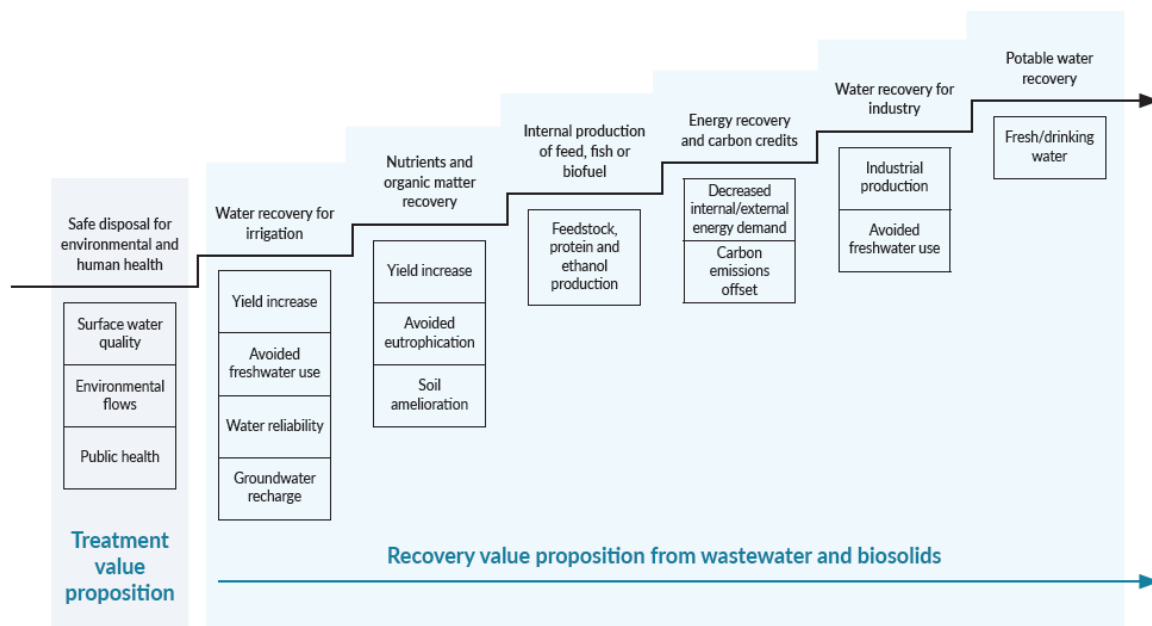 Safe disposal for
environmental and
human health
Surface water
quality
Environmental
flows
Public health
Treatment
value
proposition
Water recovery for
irrigation
Yield increase
Avoided
freshwater use
Water reliability
Groundwater
recharge
Nutrients and
organic matter
recovery
Yield increase
Avoided
eutrophication
Soil
amelioration
Internal production
of feed, fish or
biofuel
Feedstock,
protein and
ethanol
production
Energy recovery
and carbon credits
Decreased
internal/external
energy demand
Carbon
emissions
offset
Water recovery for
industry
Industrial
production
Avoided
freshwater use
Potable water
recovery
Fresh/drinking
water
Recovery value proposition from wastewater and biosolids